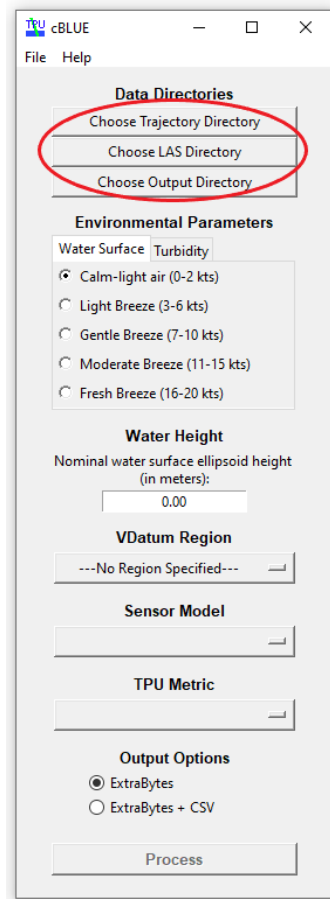 TPU cBLUE
File Help
Data Directories
Choose Trajectory Directory
Choose LAS Directory
Choose Output Directory
Environmental Parameters
Water Surface Turbidity
Calm-light air (0-2 kts)
Light Breeze (3-6 kts)
Gentle Breeze (7-10 kts)
Moderate Breeze (11-15 kts)
Fresh Breeze (16-20 kts)
Water Height
Nominal water surface ellipsoid height
(in meters):
0.00
VDatum Region
---No Region Specified---
Sensor Model
TPU Metric
Output Options
ExtraBytes
ExtraBytes + CSV
Process